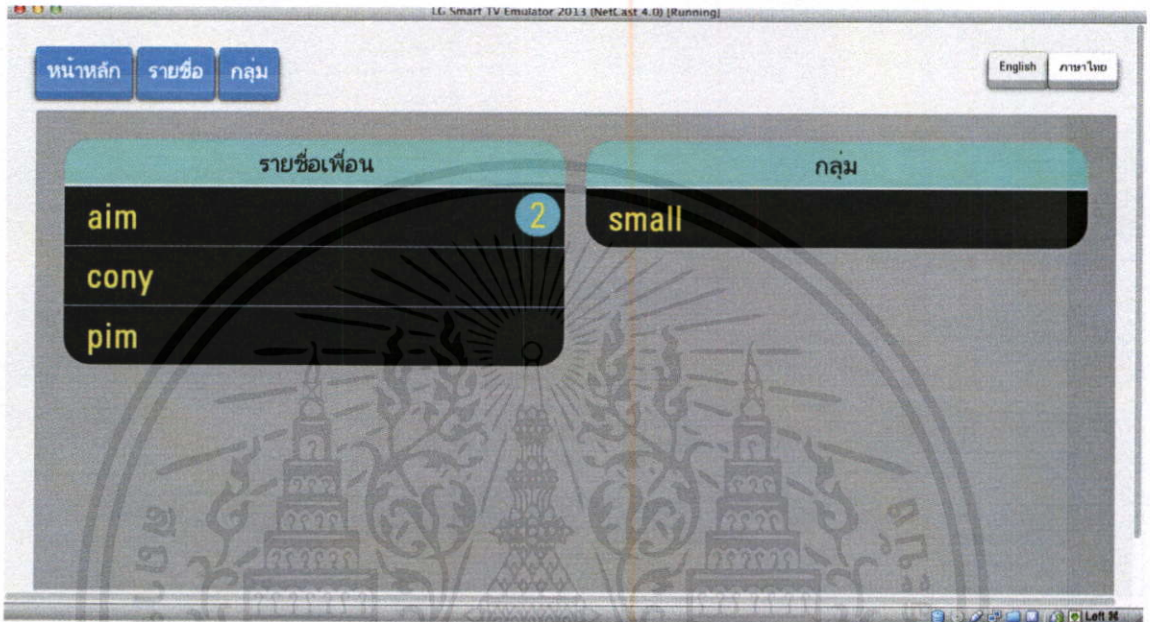 LG Smart TV Emulator 2013 (NetCast 4.0) [Running]
หน้าหลัก รายชื่อ กลุ่ม English ภาษาไทย
รายชื่อเพื่อน กลุ่ม
aim 2 small
cony
pim
Left ⌘